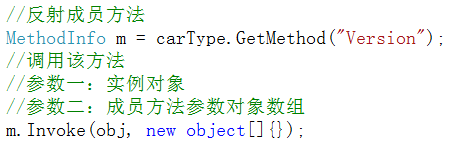 //反射成员方法
MethodInfo m = carType.GetMethod("Version");
//调用该方法
//参数一：实例对象
//参数二：成员方法参数对象数组
m.Invoke(obj, new object[]{});